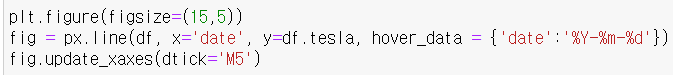 plt.figure(figsize=(15,5))
fig = px.line(df, x='date', y=df.tesla, hover_data = {'date':'%Y-%m-%d'})
fig.update_xaxes(dtick='M5')